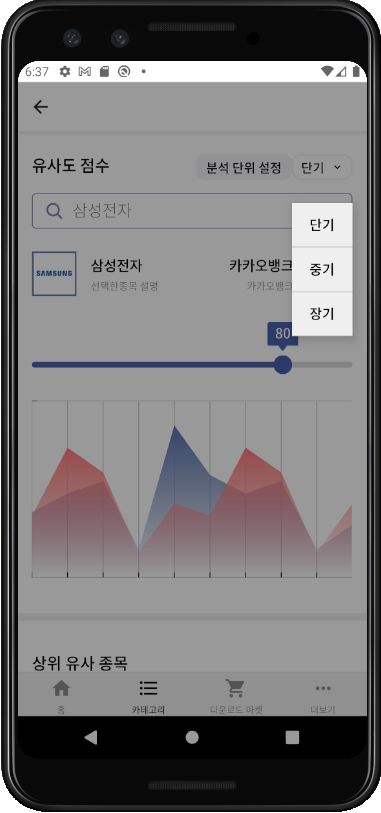 6:37
유사도 점수
분석 단위 설정
단기
삼성전자
단기
중기
장기
SAMSUNG
삼성전자
카카오뱅크
선택한종목 설명
카카오뱅크
80
상위 유사 종목
홈
카테고리
다운로드 마켓
더보기